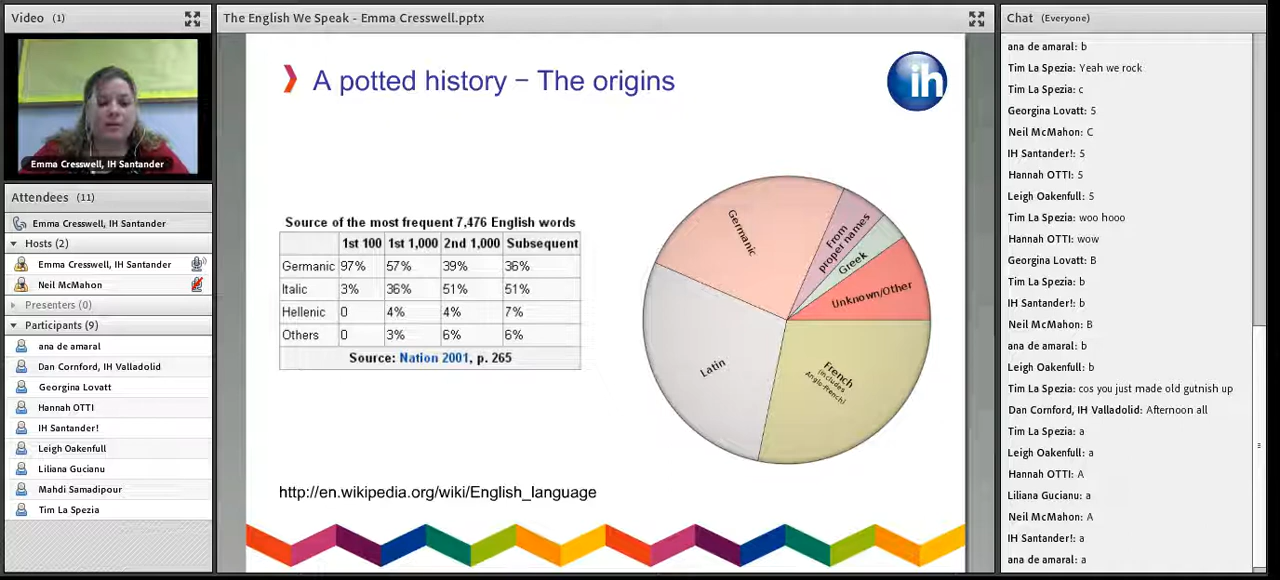 Video (1)
Emma Cresswell, IH Santander
Attendees (11)
Emma Cresswell, IH Santander
Hosts (2)
Emma Cresswell, IH Santander
Neil McMahon
Presenters (0)
Participants (9)
ana de amaral
Dan Cornford, IH Valladolid
Georgina Lovatt
Hannah OTTI
IH Santander!
Leigh Oakenfull
Liliana Gucianu
Mahdi Samadipour
Tim La Spezia
The English We Speak - Emma Cresswell.pptx
A potted history – The origins
ih
Source of the most frequent 7,476 English words
1st 100 1st 1,000 2nd 1,000 Subsequent
Germanic 97% 57% 39% 36%
Italic 3% 36% 51% 51%
Hellenic 0 4% 4% 7%
Others 0 3% 6% 6%
Source: Nation 2001, p. 265
Germanic
From
proper names
Greek
Unknown/Other
Latin
French
(includes
Anglo-French)
http://en.wikipedia.org/wiki/English_language
Chat (Everyone)
ana de amaral: b
Tim La Spezia: Yeah we rock
Tim La Spezia: c
Georgina Lovatt: 5
Neil McMahon: C
IH Santander!: 5
Hannah OTTI: 5
Leigh Oakenfull: 5
Tim La Spezia: woo hooo
Hannah OTTI: wow
Georgina Lovatt: B
Tim La Spezia: b
IH Santander!: b
Neil McMahon: B
ana de amaral: b
Leigh Oakenfull: b
Tim La Spezia: cos you just made old gutnish up
Dan Cornford, IH Valladolid: Afternoon all
Tim La Spezia: a
Leigh Oakenfull: a
Hannah OTTI: A
Liliana Gucianu: a
Neil McMahon: A
IH Santander!: a
ana de amaral: a